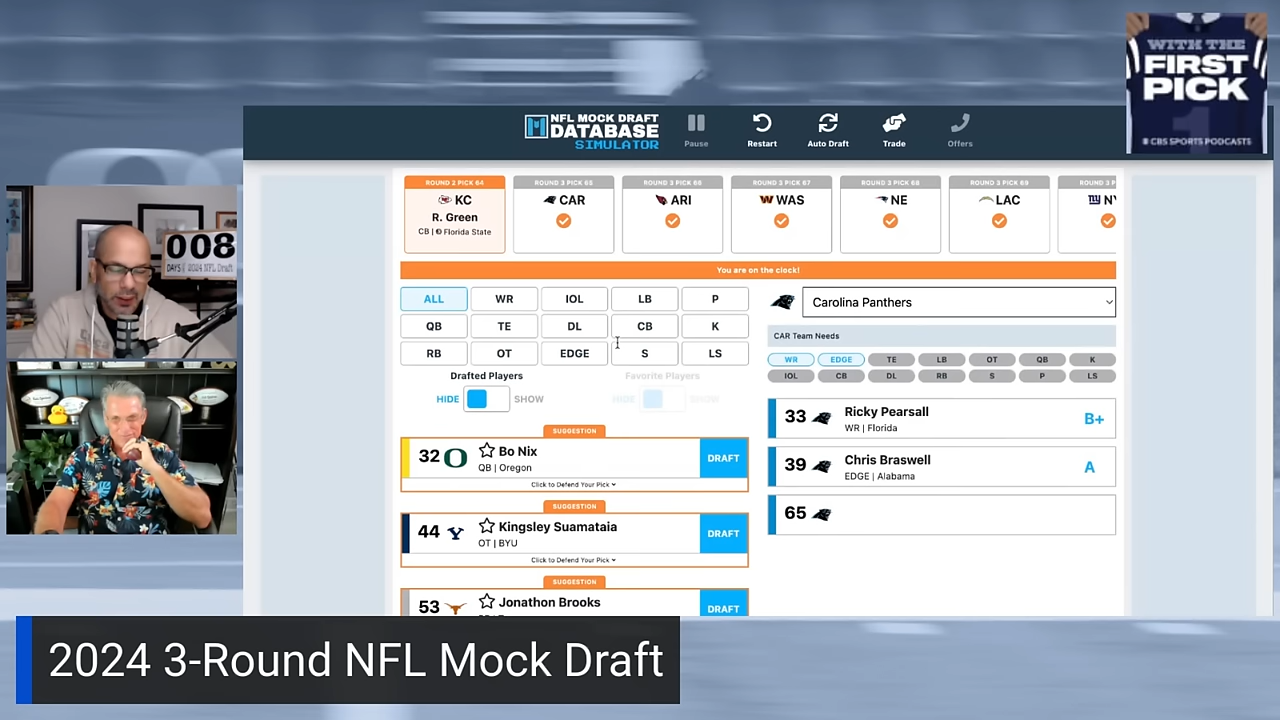 WITH THE
FIRST
PICK
CBS SPORTS PODCASTS
NFL MOCK DRAFT
DATABASE
SIMULATOR
Pause
Restart
Auto Draft
Trade
Offers
ROUND 2 PICK 64
KC
R. Green
CB | Florida State
ROUND 3 PICK 65
CAR
ROUND 3 PICK 66
ARI
ROUND 3 PICK 67
WAS
ROUND 3 PICK 68
NE
ROUND 3 PICK 69
LAC
ROUND 3 P
NY
You are on the clock!
ALL
WR
IOL
LB
P
QB
TE
DL
CB
K
RB
OT
EDGE
S
LS
Drafted Players
HIDE
SHOW
Favorite Players
HIDE
SHOW
SUGGESTION
32
Bo Nix
QB | Oregon
DRAFT
Click to Defend Your Pick
SUGGESTION
44
Kingsley Suamataia
OT | BYU
DRAFT
Click to Defend Your Pick
SUGGESTION
53
Jonathon Brooks
DRAFT
Carolina Panthers
CAR Team Needs
WR
EDGE
TE
LB
OT
QB
K
IOL
CB
DL
RB
S
P
LS
33
Ricky Pearsall
WR | Florida
B+
39
Chris Braswell
EDGE | Alabama
A
65
008
DAYS 2024 NFL Draft
2024 3-Round NFL Mock Draft